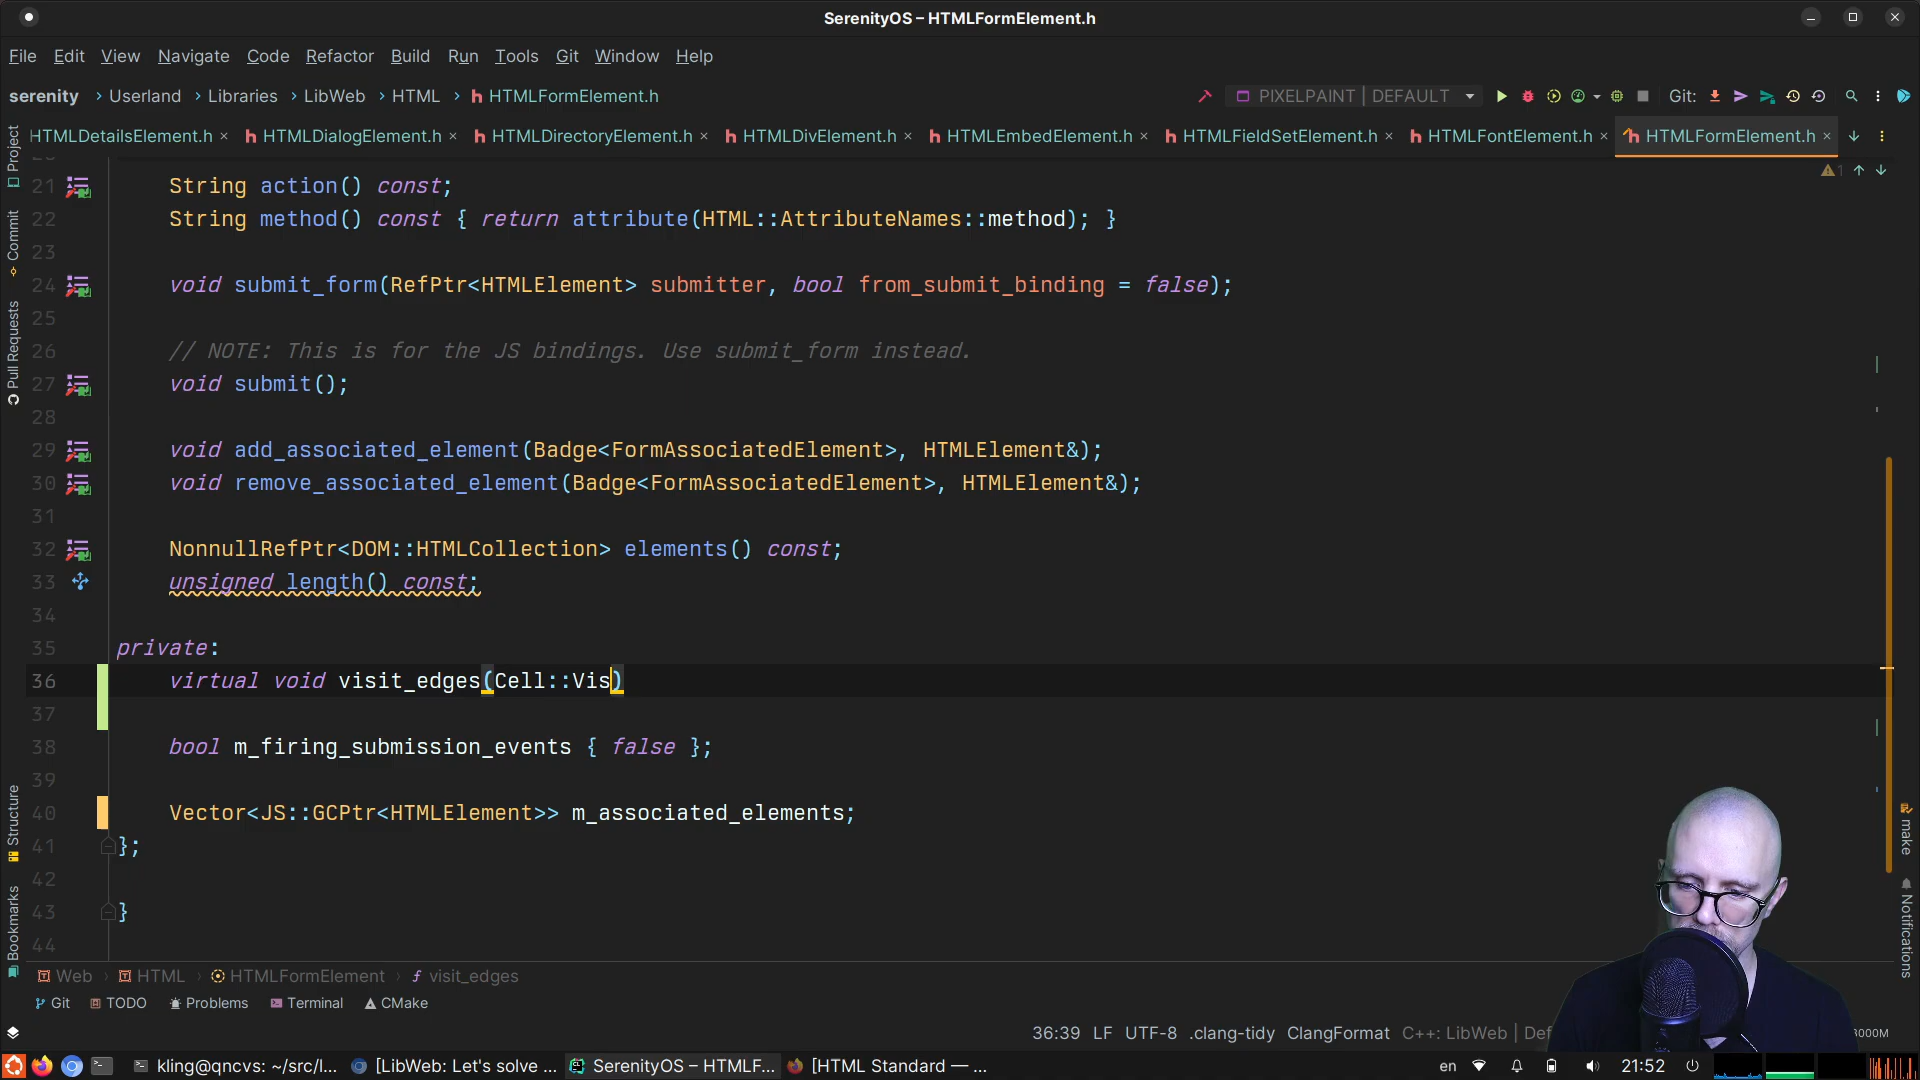 SerenityOS – HTMLFormElement.h
File Edit View Navigate Code Refactor Build Run Tools Git Window Help
serenity Userland Libraries LibWeb HTML HTMLFormElement.h PIXELPAINT | DEFAULT Git:
HTMLDetailsElement.h HTMLDialogElement.h HTMLDirectoryElement.h HTMLDivElement.h HTMLEmbedElement.h HTMLFieldSetElement.h HTMLFontElement.h HTMLFormElement.h
1
21 String action() const;
22 String method() const { return attribute(HTML::AttributeNames::method); }
23
24 void submit_form(RefPtr<HTMLElement> submitter, bool from_submit_binding = false);
25
26 // NOTE: This is for the JS bindings. Use submit_form instead.
27 void submit();
28
29 void add_associated_element(Badge<FormAssociatedElement>, HTMLElement&);
30 void remove_associated_element(Badge<FormAssociatedElement>, HTMLElement&);
31
32 NonnullRefPtr<DOM::HTMLCollection> elements() const;
33 unsigned length() const;
34
35 private:
36 virtual void visit_edges(Cell::Vis)
37
38 bool m_firing_submission_events { false };
39
40 Vector<JS::GCPtr<HTMLElement>> m_associated_elements;
41 };
42
43 }
44
Project
Commit
Pull Requests
Structure
Bookmarks
make
Notifications
Web HTML HTMLFormElement visit_edges
Git TODO Problems Terminal CMake
36:39 LF UTF-8 .clang-tidy ClangFormat C++: LibWeb | Def
kling@qncvs: ~/src/l... [LibWeb: Let's solve ... SerenityOS – HTMLF... [HTML Standard — ... en 21:52